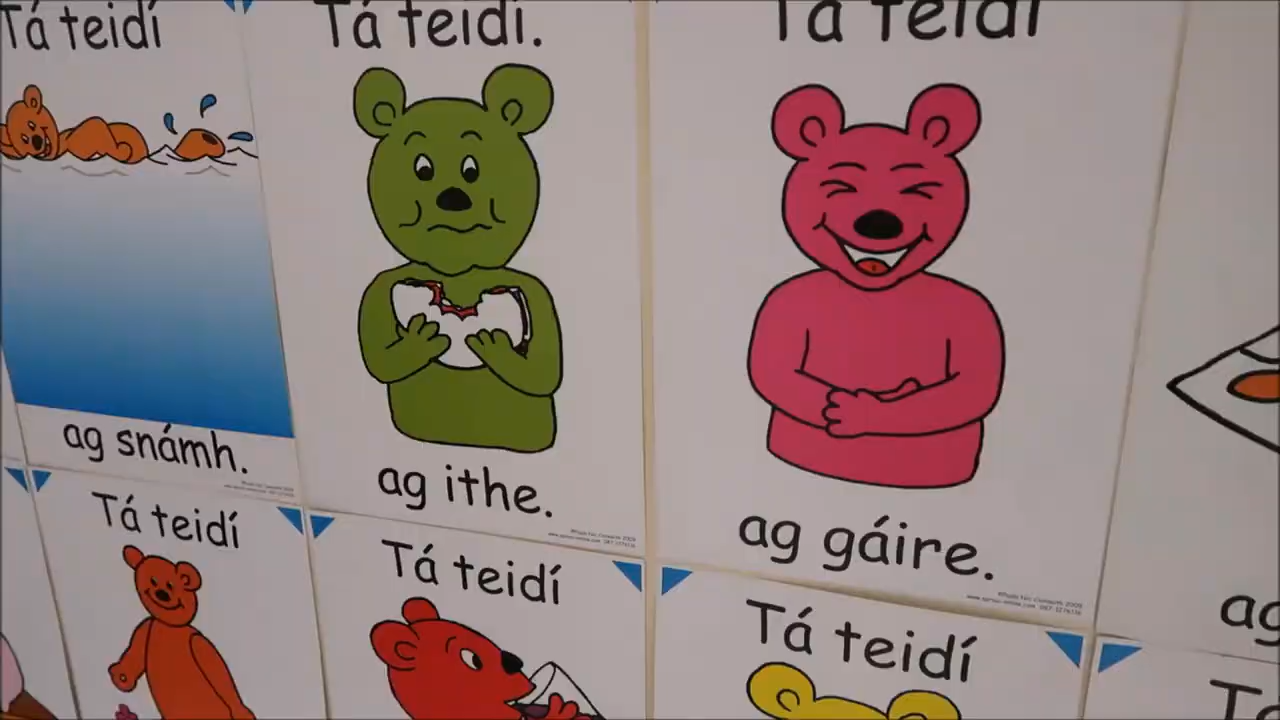 Tá teidí
Tá teidí.
Tá teidí
ag snámh.
ag ithe.
ag gáire.
ag
Tá teidí
Tá teidí
Tá teidí